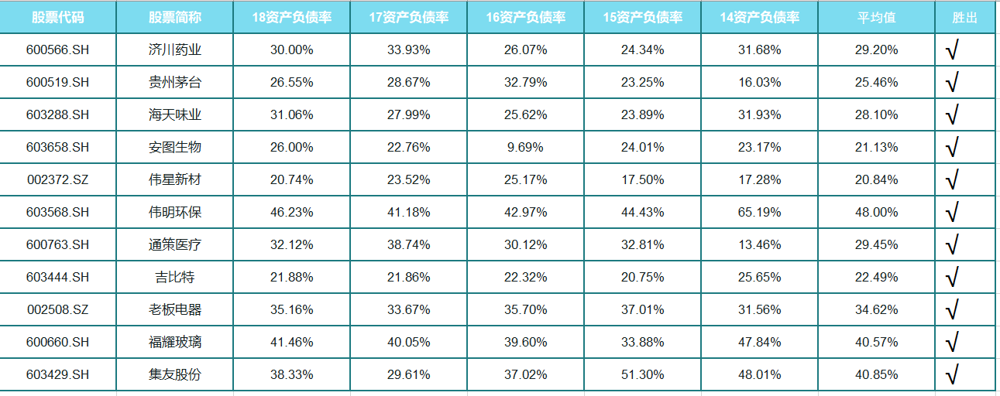 股票代码 股票简称 18资产负债率 17资产负债率 16资产负债率 15资产负债率 14资产负债率 平均值 胜出
600566.SH 济川药业 30.00% 33.93% 26.07% 24.34% 31.68% 29.20% √
600519.SH 贵州茅台 26.55% 28.67% 32.79% 23.25% 16.03% 25.46% √
603288.SH 海天味业 31.06% 27.99% 25.62% 23.89% 31.93% 28.10% √
603658.SH 安图生物 26.00% 22.76% 9.69% 24.01% 23.17% 21.13% √
002372.SZ 伟星新材 20.74% 23.52% 25.17% 17.50% 17.28% 20.84% √
603568.SH 伟明环保 46.23% 41.18% 42.97% 44.43% 65.19% 48.00% √
600763.SH 通策医疗 32.12% 38.74% 30.12% 32.81% 13.46% 29.45% √
603444.SH 吉比特 21.88% 21.86% 22.32% 20.75% 25.65% 22.49% √
002508.SZ 老板电器 35.16% 33.67% 35.70% 37.01% 31.56% 34.62% √
600660.SH 福耀玻璃 41.46% 40.05% 39.60% 33.88% 47.84% 40.57% √
603429.SH 集友股份 38.33% 29.61% 37.02% 51.30% 48.01% 40.85% √